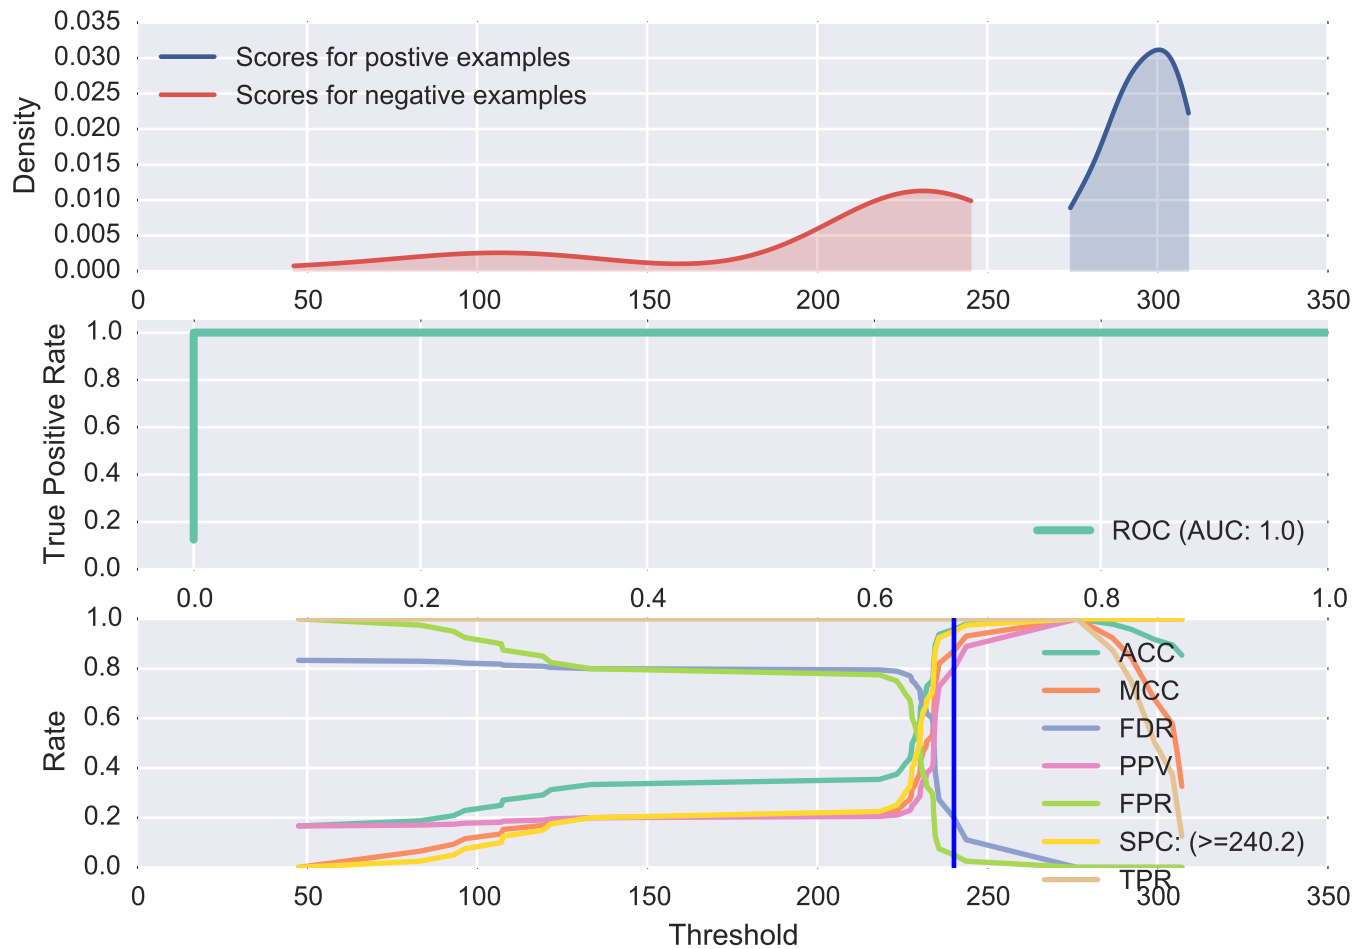 0.035
0.030
0.025
0.020
0.015
0.010
0.005
0.000
Density
Scores for postive examples
Scores for negative examples
0 50 100 150 200 250 300 350
1.0
0.8
0.6
0.4
0.2
0.0
True Positive Rate
ROC (AUC: 1.0)
0.0 0.2 0.4 0.6 0.8 1.0
1.0
0.8
0.6
0.4
0.2
0.0
Rate
ACC
MCC
FDR
PPV
FPR
SPC: (>=240.2)
TPR
0 50 100 150 200 250 300 350
Threshold